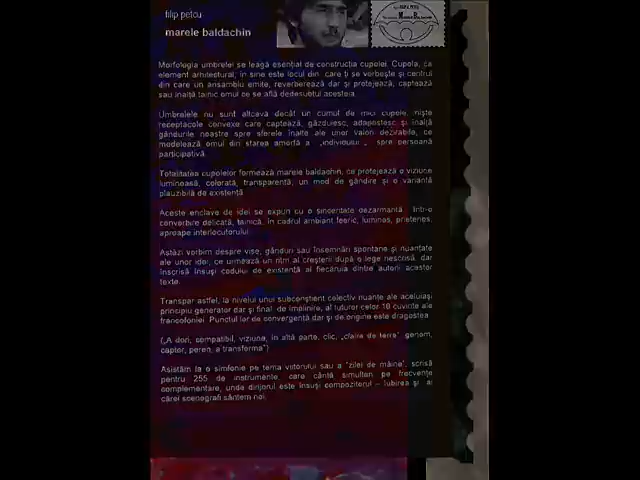 filip petcu
marele baldachin
Morfologia umbrelei se leagă esențial de construcția cupolei. Cupola, ca
element arhitectural, în sine este locul din care ți se vorbește și centrul
din care un ansamblu emite, reverberează dar și protejează, captează
sau înalță tainic omul ce se află dedesubtul acesteia.
Umbrelele nu sunt altceva decât un cumul de mici cupole, niște
receptacole convexe care captează, găzduiesc, adăpostesc și înalță
gândurile noastre spre sferele înalte ale unor valori dezirabile, ce
modelează omul din starea amorfă a „individului„ spre persoană
participativă.
Totalitatea cupolelor formează marele baldachin, ce protejează o viziune
luminoasă, colorată, transparentă, un mod de gândire și o variantă
plauzibilă de existență.
Aceste enclave de idei se expun cu o sinceritate dezarmantă într-o
convorbire delicată, tainică, în cadrul ambiant feeric, luminos, prietenos,
aproape interlocutorului.
Astăzi vorbim despre vise, gânduri sau însemnări spontane și nuanțate
ale unor idei, ce urmează un ritm al creșterii după o lege nescrisă, dar
înscrisă însuși codului de existență al fiecăruia dintre autorii acestor
texte.
Transpar astfel, la nivelul unui subconștient colectiv nuanțe ale aceluiași
principiu generator dar și final, de împlinire, al tuturor celor 10 cuvinte ale
francofoniei. Punctul lor de convergență dar și de origine este dragostea.
(„A dori, compatibil, viziune, în altă parte, clic, „claire de terre”, genom,
captor, peren, a transforma”)
Asistăm la o simfonie pe tema viitorului sau a ”zilei de mâine”, scrisă
pentru 255 de instrumente, care cântă simultan pe frecvențe
complementare, unde dirijorul este însuși compozitorul – Iubirea și al
cărei scenografi sântem noi.